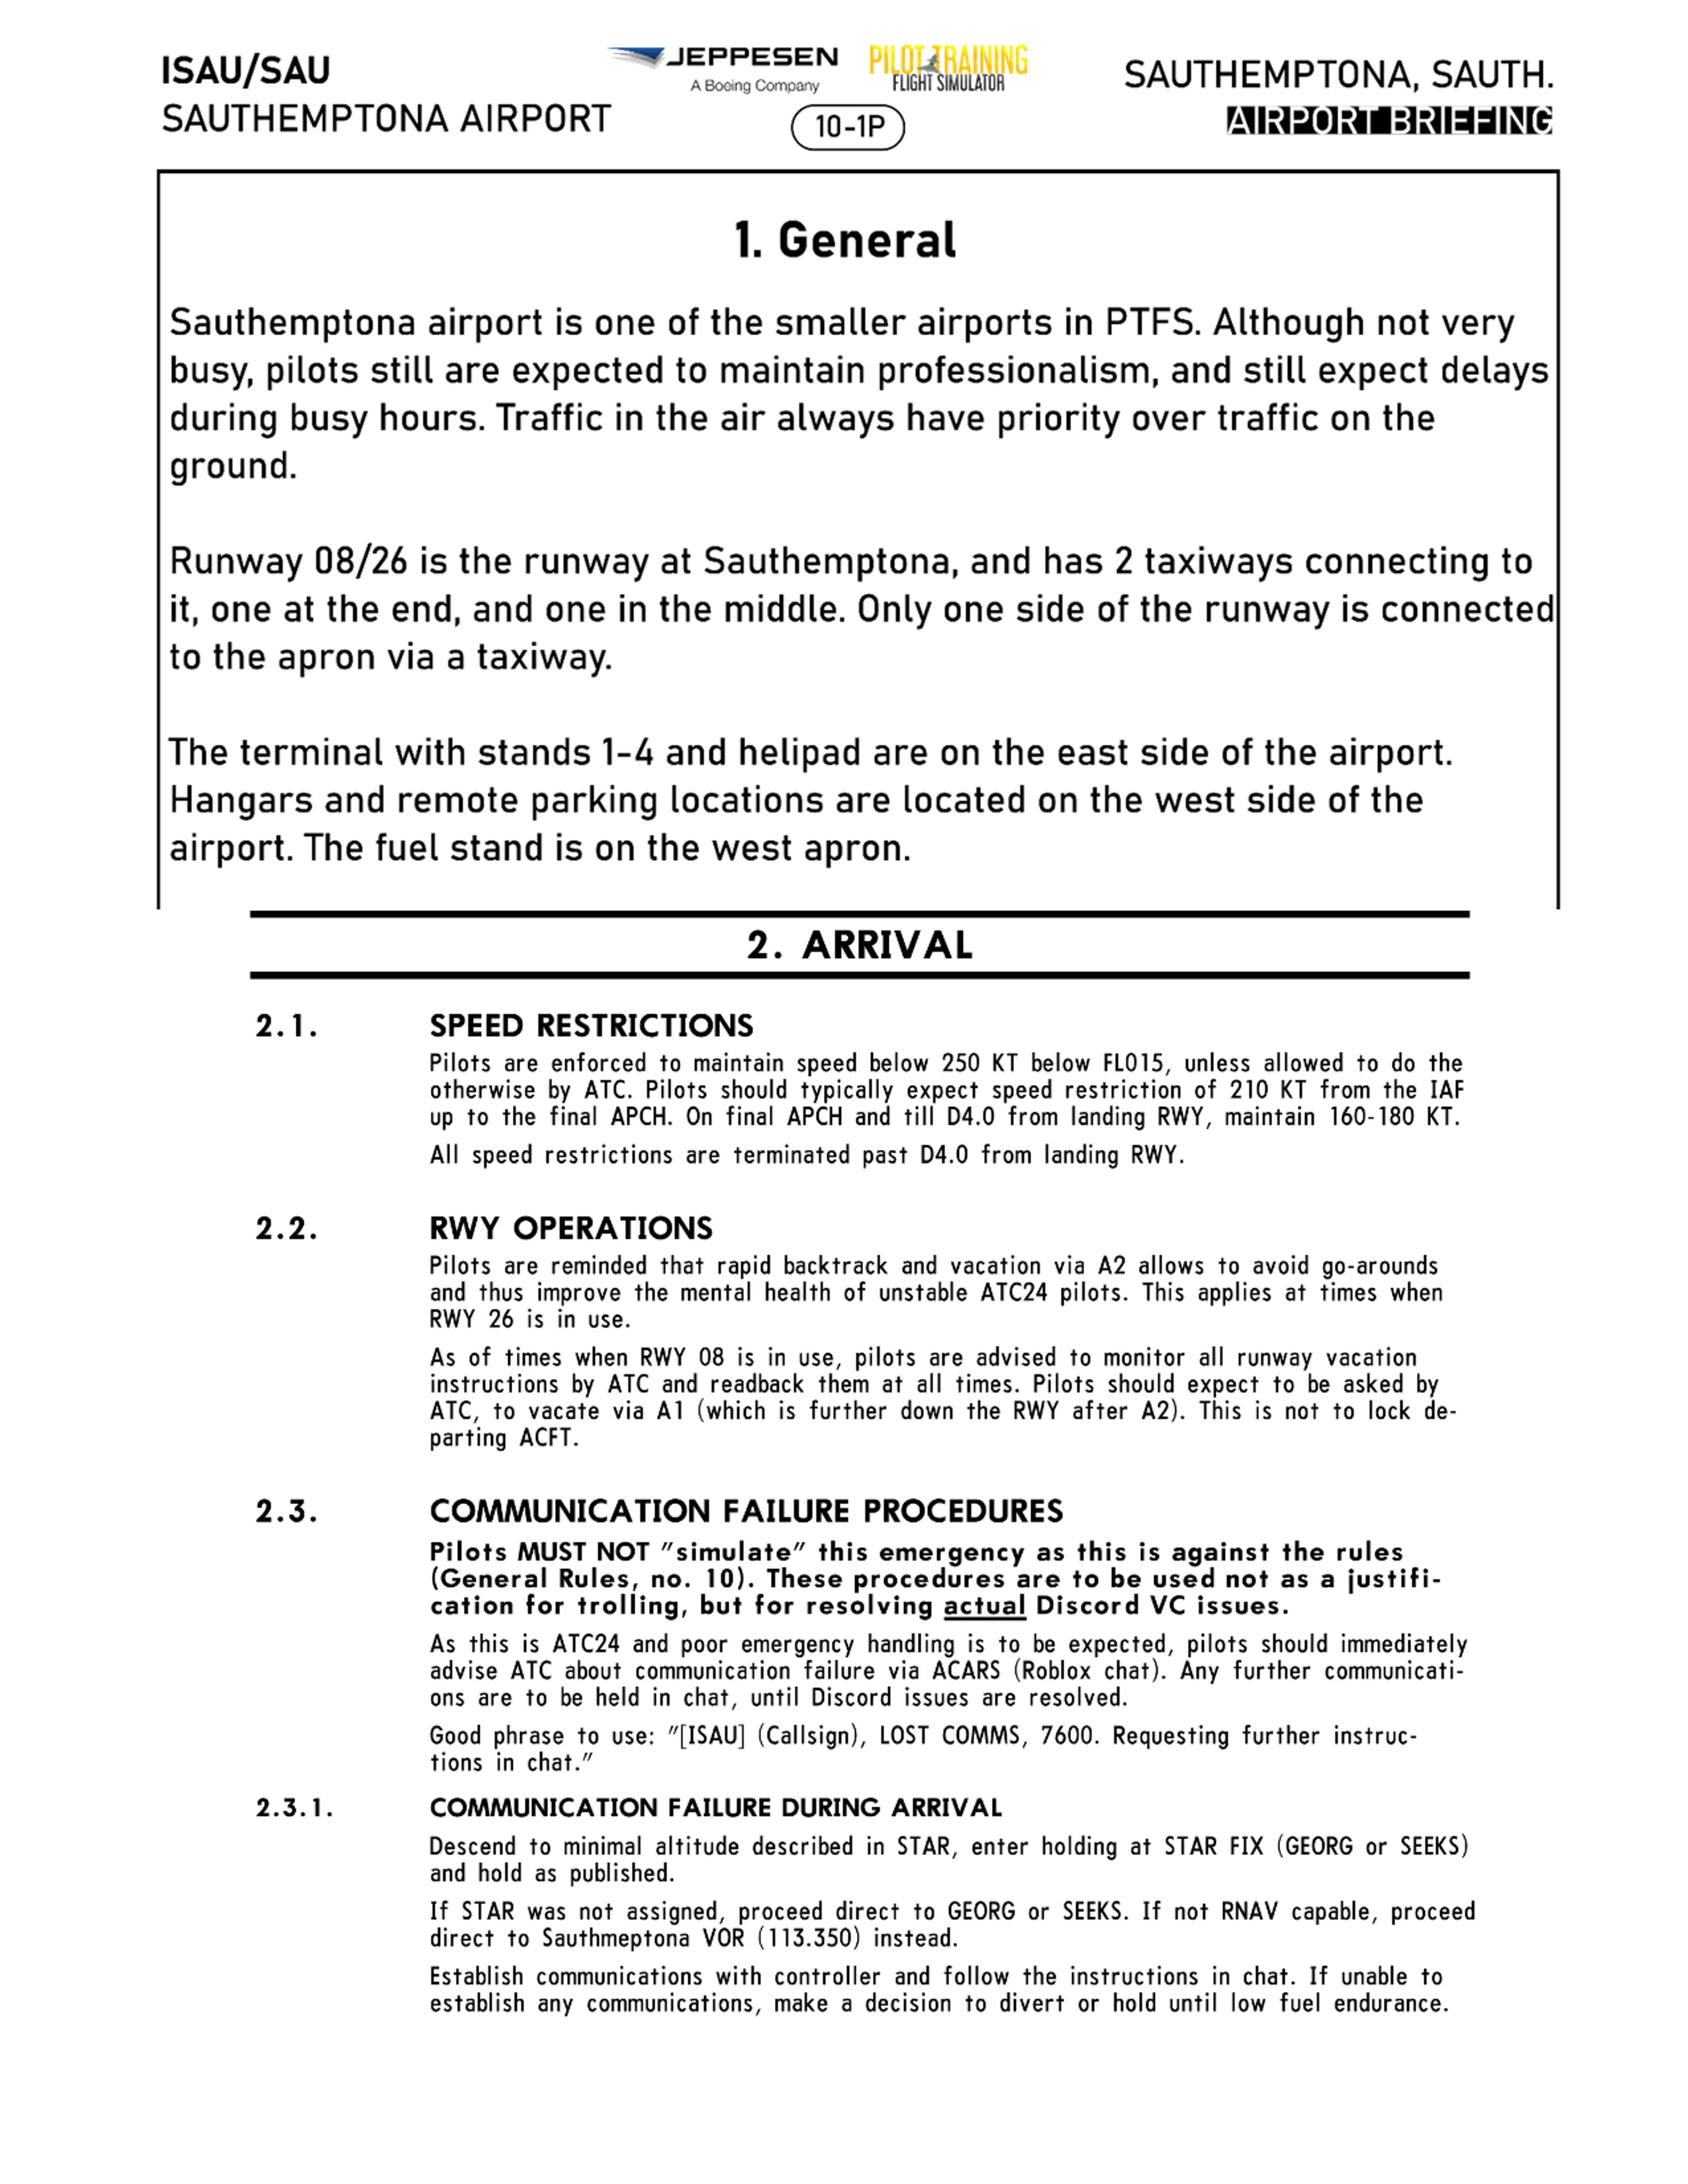 ISAU/SAU
SAUTHEMPTONA AIRPORT
JEPPESEN
A Boeing Company
PILOT TRAINING
FLIGHT SIMULATOR
10-1P
SAUTHEMPTONA, SAUTH.
AIRPORT BRIEFING
1. General
Sauthemptona airport is one of the smaller airports in PTFS. Although not very
busy, pilots still are expected to maintain professionalism, and still expect delays
during busy hours. Traffic in the air always have priority over traffic on the
ground.
Runway 08/26 is the runway at Sauthemptona, and has 2 taxiways connecting to
it, one at the end, and one in the middle. Only one side of the runway is connected
to the apron via a taxiway.
The terminal with stands 1-4 and helipad are on the east side of the airport.
Hangars and remote parking locations are located on the west side of the
airport. The fuel stand is on the west apron.
2. ARRIVAL
2.1. SPEED RESTRICTIONS
Pilots are enforced to maintain speed below 250 KT below FL015, unless allowed to do the
otherwise by ATC. Pilots should typically expect speed restriction of 210 KT from the IAF
up to the final APCH. On final APCH and till D4.0 from landing RWY, maintain 160-180 KT.
All speed restrictions are terminated past D4.0 from landing RWY.
2.2. RWY OPERATIONS
Pilots are reminded that rapid backtrack and vacation via A2 allows to avoid go-arounds
and thus improve the mental health of unstable ATC24 pilots. This applies at times when
RWY 26 is in use.
As of times when RWY 08 is in use, pilots are advised to monitor all runway vacation
instructions by ATC and readback them at all times. Pilots should expect to be asked by
ATC, to vacate via A1 (which is further down the RWY after A2). This is not to lock de-
parting ACFT.
2.3. COMMUNICATION FAILURE PROCEDURES
Pilots MUST NOT "simulate" this emergency as this is against the rules
(General Rules, no. 10). These procedures are to be used not as a justifi-
cation for trolling, but for resolving actual Discord VC issues.
As this is ATC24 and poor emergency handling is to be expected, pilots should immediately
advise ATC about communication failure via ACARS (Roblox chat). Any further communicati-
ons are to be held in chat, until Discord issues are resolved.
Good phrase to use: "[ISAU] (Callsign), LOST COMMS, 7600. Requesting further instruc-
tions in chat."
2.3.1. COMMUNICATION FAILURE DURING ARRIVAL
Descend to minimal altitude described in STAR, enter holding at STAR FIX (GEORG or SEEKS)
and hold as published.
If STAR was not assigned, proceed direct to GEORG or SEEKS. If not RNAV capable, proceed
direct to Sauthmeptona VOR (113.350) instead.
Establish communications with controller and follow the instructions in chat. If unable to
establish any communications, make a decision to divert or hold until low fuel endurance.